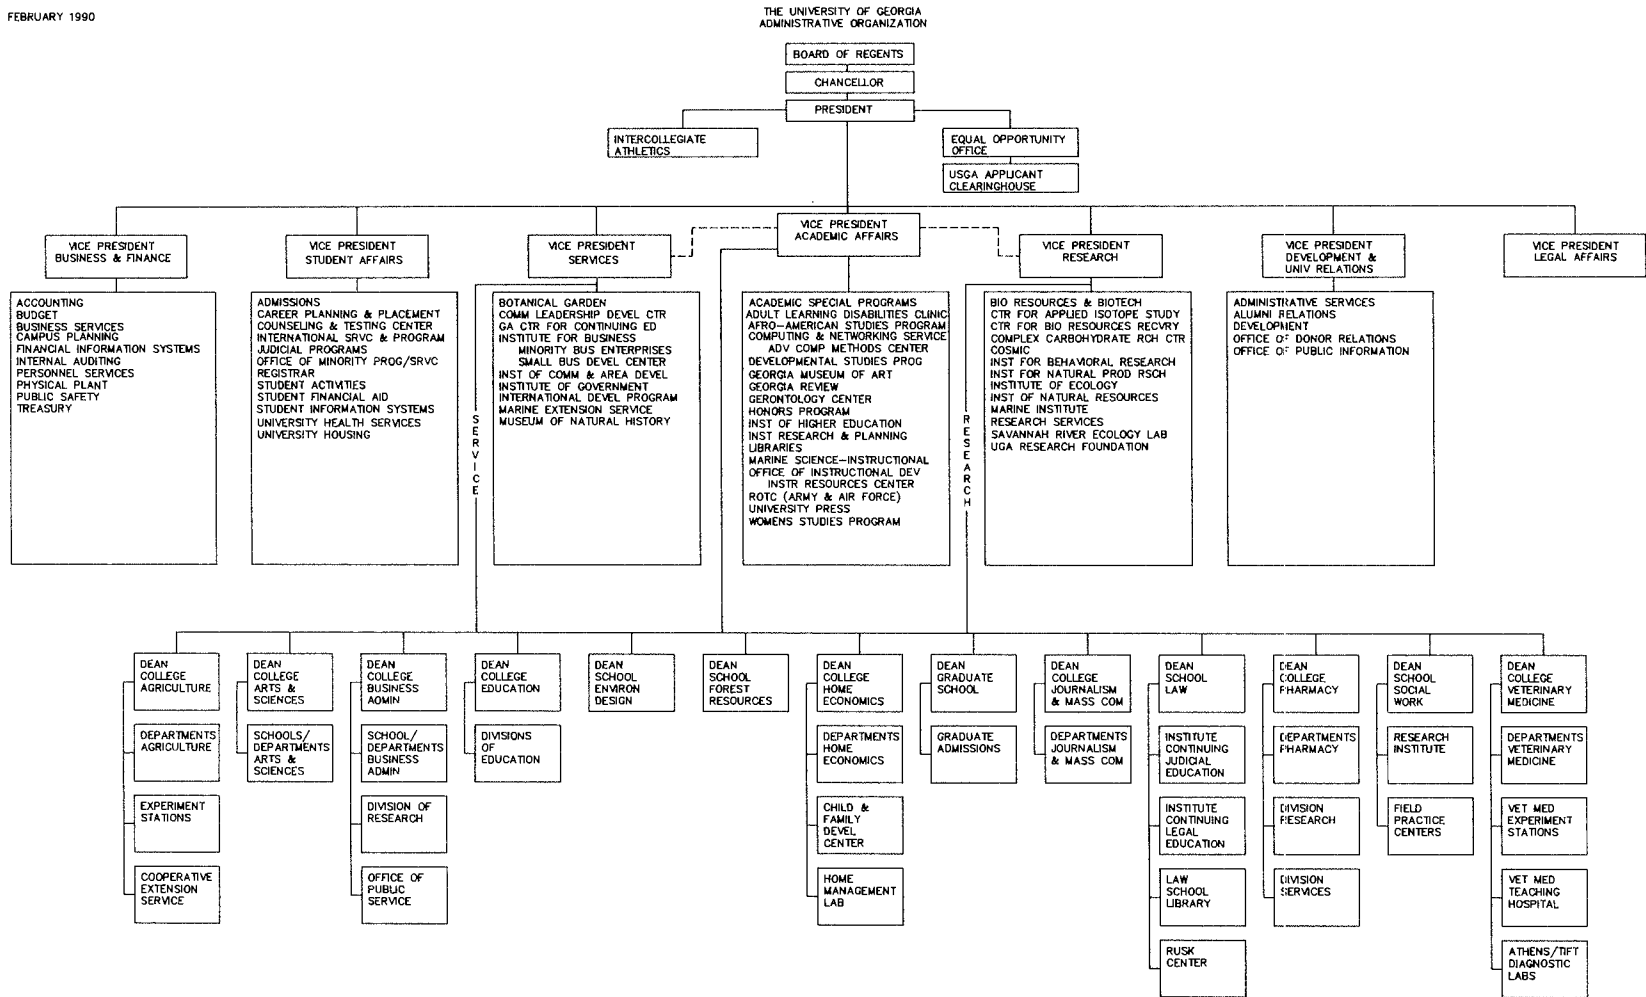 FEBRUARY 1990
THE UNIVERSITY OF GEORGIA
ADMINISTRATIVE ORGANIZATION
BOARD OF REGENTS
CHANCELLOR
PRESIDENT
INTERCOLLEGIATE
ATHLETICS
EQUAL OPPORTUNITY
OFFICE
USGA APPLICANT
CLEARINGHOUSE
VICE PRESIDENT
BUSINESS & FINANCE
VICE PRESIDENT
STUDENT AFFAIRS
VICE PRESIDENT
SERVICES
VICE PRESIDENT
ACADEMIC AFFAIRS
VICE PRESIDENT
RESEARCH
VICE PRESIDENT
DEVELOPMENT &
UNIV RELATIONS
VICE PRESIDENT
LEGAL AFFAIRS
ACCOUNTING
BUDGET
BUSINESS SERVICES
CAMPUS PLANNING
FINANCIAL INFORMATION SYSTEMS
INTERNAL AUDITING
PERSONNEL SERVICES
PHYSICAL PLANT
PUBLIC SAFETY
TREASURY
ADMISSIONS
CAREER PLANNING & PLACEMENT
COUNSELING & TESTING CENTER
INTERNATIONAL SRVC & PROGRAM
JUDICIAL PROGRAMS
OFFICE OF MINORITY PROG/SRVC
REGISTRAR
STUDENT ACTIVITIES
STUDENT FINANCIAL AID
STUDENT INFORMATION SYSTEMS
UNIVERSITY HEALTH SERVICES
UNIVERSITY HOUSING
SERVICE
BOTANICAL GARDEN
COMM LEADERSHIP DEVEL CTR
GA CTR FOR CONTINUING ED
INSTITUTE FOR BUSINESS
MINORITY BUS ENTERPRISES
SMALL BUS DEVEL CENTER
INST OF COMM & AREA DEVEL
INSTITUTE OF GOVERNMENT
INTERNATIONAL DEVEL PROGRAM
MARINE EXTENSION SERVICE
MUSEUM OF NATURAL HISTORY
ACADEMIC SPECIAL PROGRAMS
ADULT LEARNING DISABILITIES CLINIC
AFRO-AMERICAN STUDIES PROGRAM
COMPUTING & NETWORKING SERVICE
ADV COMP METHODS CENTER
DEVELOPMENTAL STUDIES PROG
GEORGIA MUSEUM OF ART
GEORGIA REVIEW
GERONTOLOGY CENTER
HONORS PROGRAM
INST OF HIGHER EDUCATION
INST RESEARCH & PLANNING
LIBRARIES
MARINE SCIENCE-INSTRUCTIONAL
OFFICE OF INSTRUCTIONAL DEV
INSTR RESOURCES CENTER
ROTC (ARMY & AIR FORCE)
UNIVERSITY PRESS
WOMENS STUDIES PROGRAM
RESEARCH
BIO RESOURCES & BIOTECH
CTR FOR APPLIED ISOTOPE STUDY
CTR FOR BIO RESOURCES RECVRY
COMPLEX CARBOHYDRATE RCH CTR
COSMIC
INST FOR BEHAVIORAL RESEARCH
INST FOR NATURAL PROD RSCH
INSTITUTE OF ECOLOGY
INST OF NATURAL RESOURCES
MARINE INSTITUTE
RESEARCH SERVICES
SAVANNAH RIVER ECOLOGY LAB
UGA RESEARCH FOUNDATION
ADMINISTRATIVE SERVICES
ALUMNI RELATIONS
DEVELOPMENT
OFFICE OF DONOR RELATIONS
OFFICE OF PUBLIC INFORMATION
DEAN
COLLEGE
AGRICULTURE
DEAN
COLLEGE
ARTS &
SCIENCES
DEAN
COLLEGE
BUSINESS
ADMIN
DEAN
COLLEGE
EDUCATION
DEAN
SCHOOL
ENVIRON
DESIGN
DEAN
SCHOOL
FOREST
RESOURCES
DEAN
COLLEGE
HOME
ECONOMICS
DEAN
GRADUATE
SCHOOL
DEAN
COLLEGE
JOURNALISM
& MASS COM
DEAN
SCHOOL
LAW
DEAN
COLLEGE
PHARMACY
DEAN
SCHOOL
SOCIAL
WORK
DEAN
COLLEGE
VETERINARY
MEDICINE
DEPARTMENTS
AGRICULTURE
SCHOOLS/
DEPARTMENTS
ARTS &
SCIENCES
SCHOOL/
DEPARTMENTS
BUSINESS
ADMIN
DIVISIONS
OF
EDUCATION
DEPARTMENTS
HOME
ECONOMICS
GRADUATE
ADMISSIONS
DEPARTMENTS
JOURNALISM
& MASS COM
INSTITUTE
CONTINUING
JUDICIAL
EDUCATION
DEPARTMENTS
PHARMACY
RESEARCH
INSTITUTE
DEPARTMENTS
VETERINARY
MEDICINE
EXPERIMENT
STATIONS
DIVISION OF
RESEARCH
CHILD &
FAMILY
DEVEL
CENTER
INSTITUTE
CONTINUING
LEGAL
EDUCATION
DIVISION
RESEARCH
FIELD
PRACTICE
CENTERS
VET MED
EXPERIMENT
STATIONS
COOPERATIVE
EXTENSION
SERVICE
OFFICE OF
PUBLIC
SERVICE
HOME
MANAGEMENT
LAB
LAW
SCHOOL
LIBRARY
DIVISION
SERVICES
VET MED
TEACHING
HOSPITAL
RUSK
CENTER
ATHENS/TIFT
DIAGNOSTIC
LABS